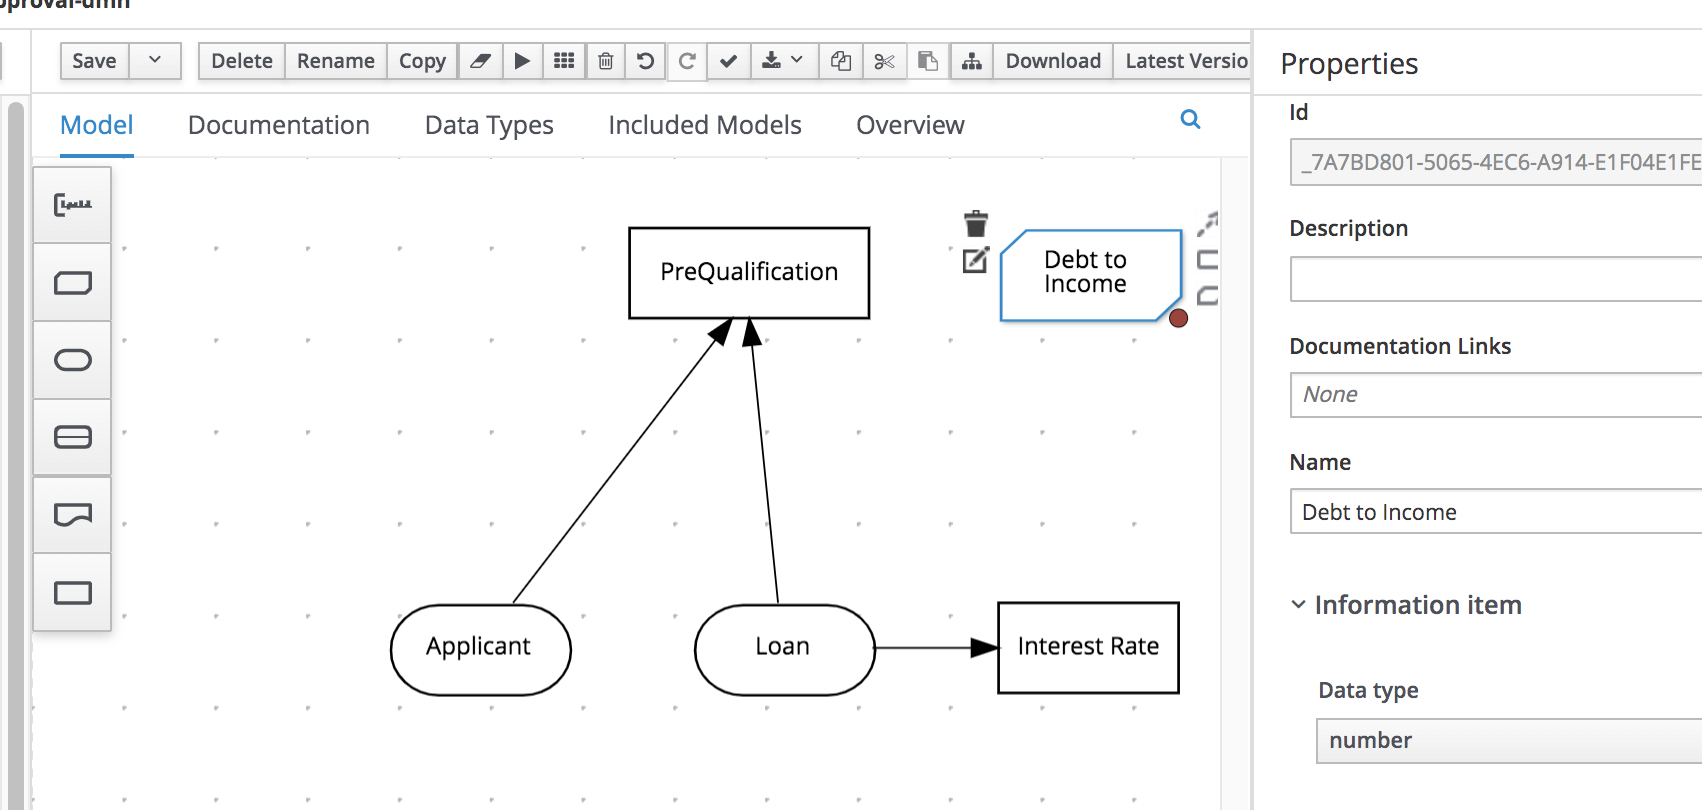 pproval-dmn
Save
Delete
Rename
Copy
Download
Latest Versio
Properties
Model
Documentation
Data Types
Included Models
Overview
Id
_7A7BD801-5065-4EC6-A914-E1F04E1FE
Description
Documentation Links
None
Name
Debt to Income
Information item
Data type
number
PreQualification
Debt to
Income
Applicant
Loan
Interest Rate